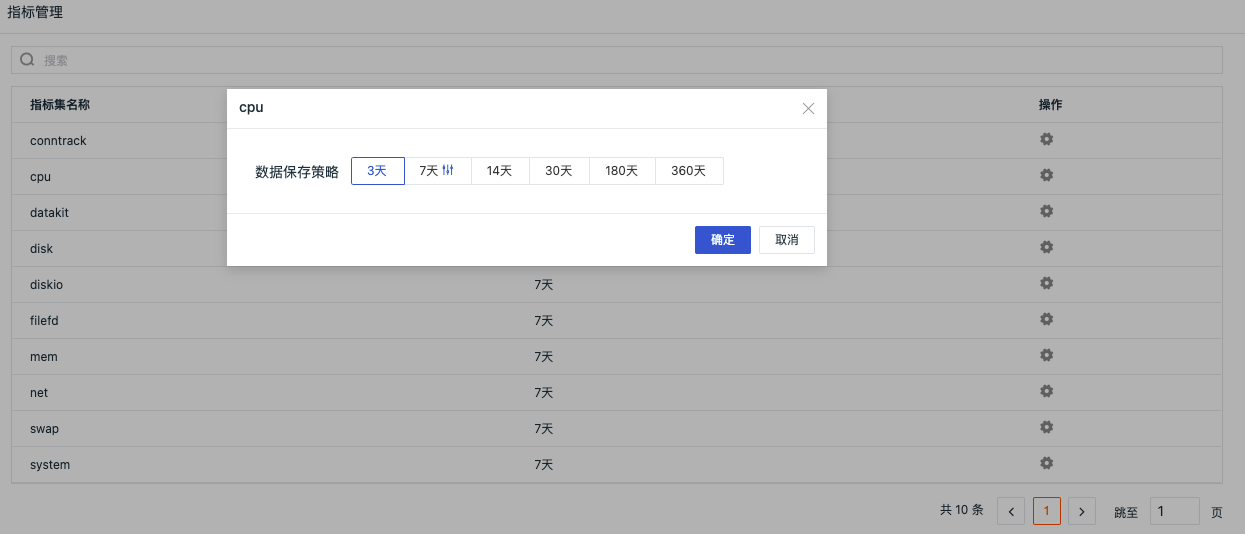 指标管理
搜索
指标集名称 操作
conntrack
cpu
datakit
disk
diskio 7天
filefd 7天
mem 7天
net 7天
swap 7天
system 7天
cpu
数据保存策略 3天 7天 14天 30天 180天 360天
确定 取消
共 10 条 1 跳至 1 页